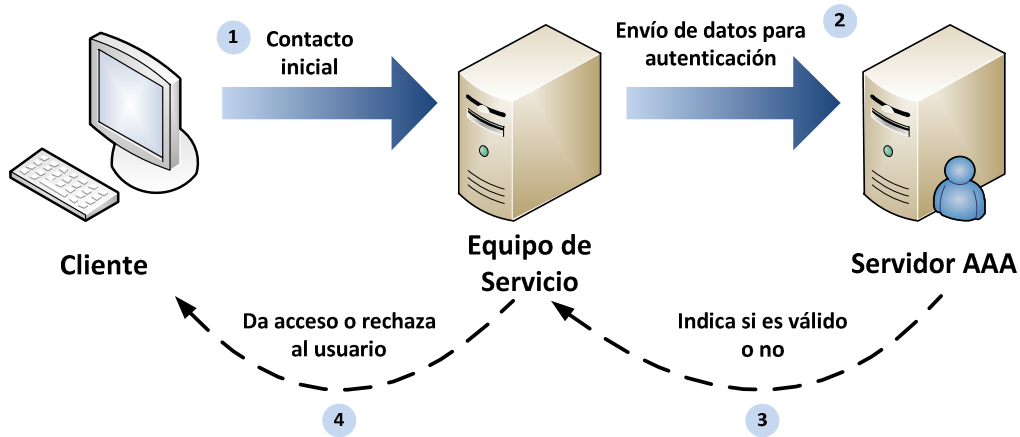 1
Contacto
inicial
Envío de datos para
autenticación
2
Cliente
Equipo de
Servicio
Servidor AAA
Da acceso o rechaza
al usuario
Indica si es válido
o no
4
3